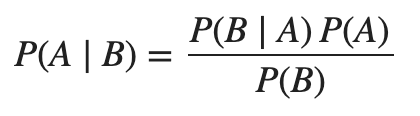 P(A | B) = P(B | A) P(A) / P(B)